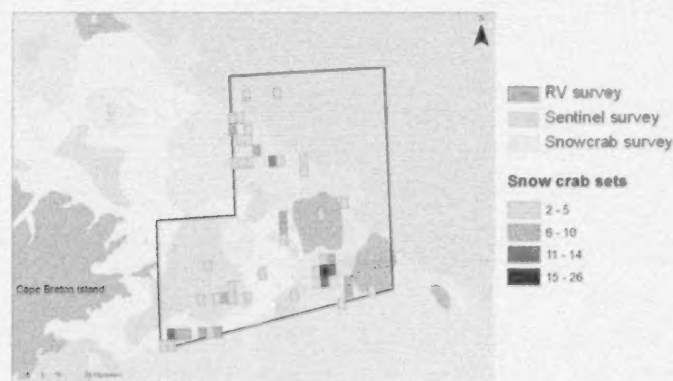 N
RV survey
Sentinel survey
Snowcrab survey
Snow crab sets
2 - 5
6 - 10
11 - 14
15 - 26
Cape Breton Island